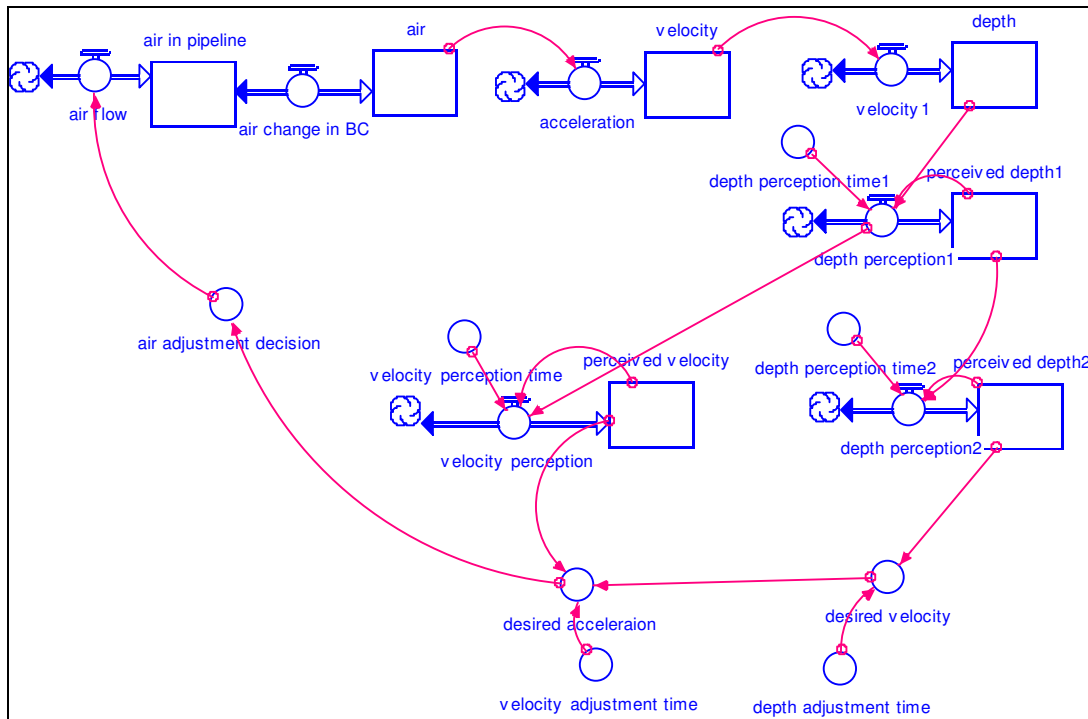 air in pipeline
air
velocity
depth
air flow
air change in BC
acceleration
velocity1
depth perception time1
perceived depth1
depth perception1
air adjustment decision
velocity perception time
perceived velocity
depth perception time2
perceived depth2
velocity perception
depth perception2
desired acceleraion
desired velocity
velocity adjustment time
depth adjustment time